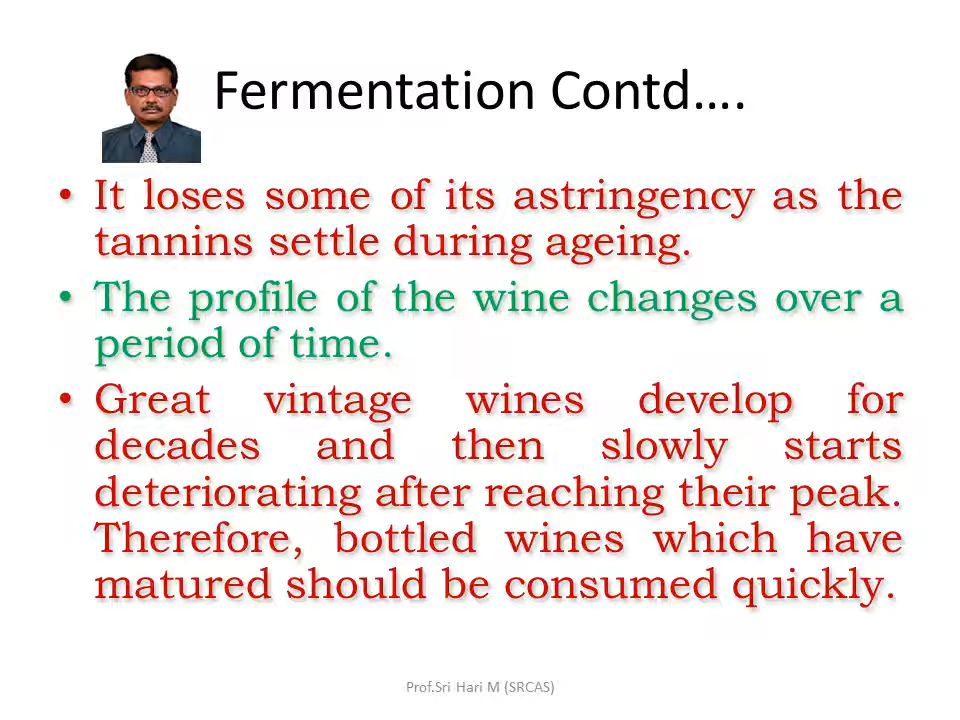 Fermentation Contd….
• It loses some of its astringency as the
tannins settle during ageing.
• The profile of the wine changes over a
period of time.
• Great vintage wines develop for
decades and then slowly starts
deteriorating after reaching their peak.
Therefore, bottled wines which have
matured should be consumed quickly.
Prof.Sri Hari M (SRCAS)